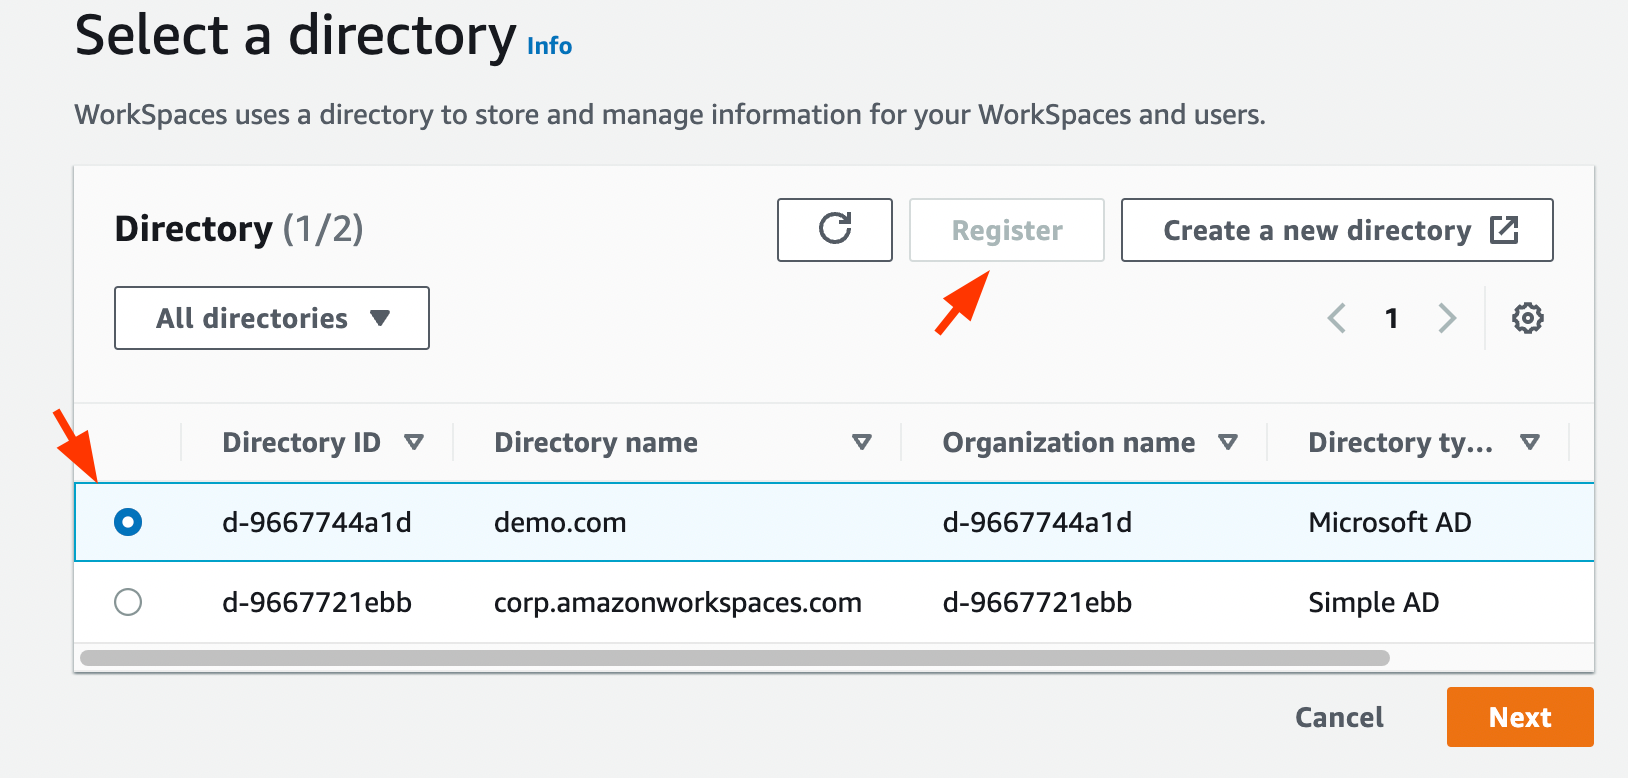 Select a directory Info
WorkSpaces uses a directory to store and manage information for your WorkSpaces and users.
Directory (1/2)
Register
Create a new directory
All directories
1
Directory ID Directory name Organization name Directory ty...
d-9667744a1d demo.com d-9667744a1d Microsoft AD
d-9667721ebb corp.amazonworkspaces.com d-9667721ebb Simple AD
Cancel Next